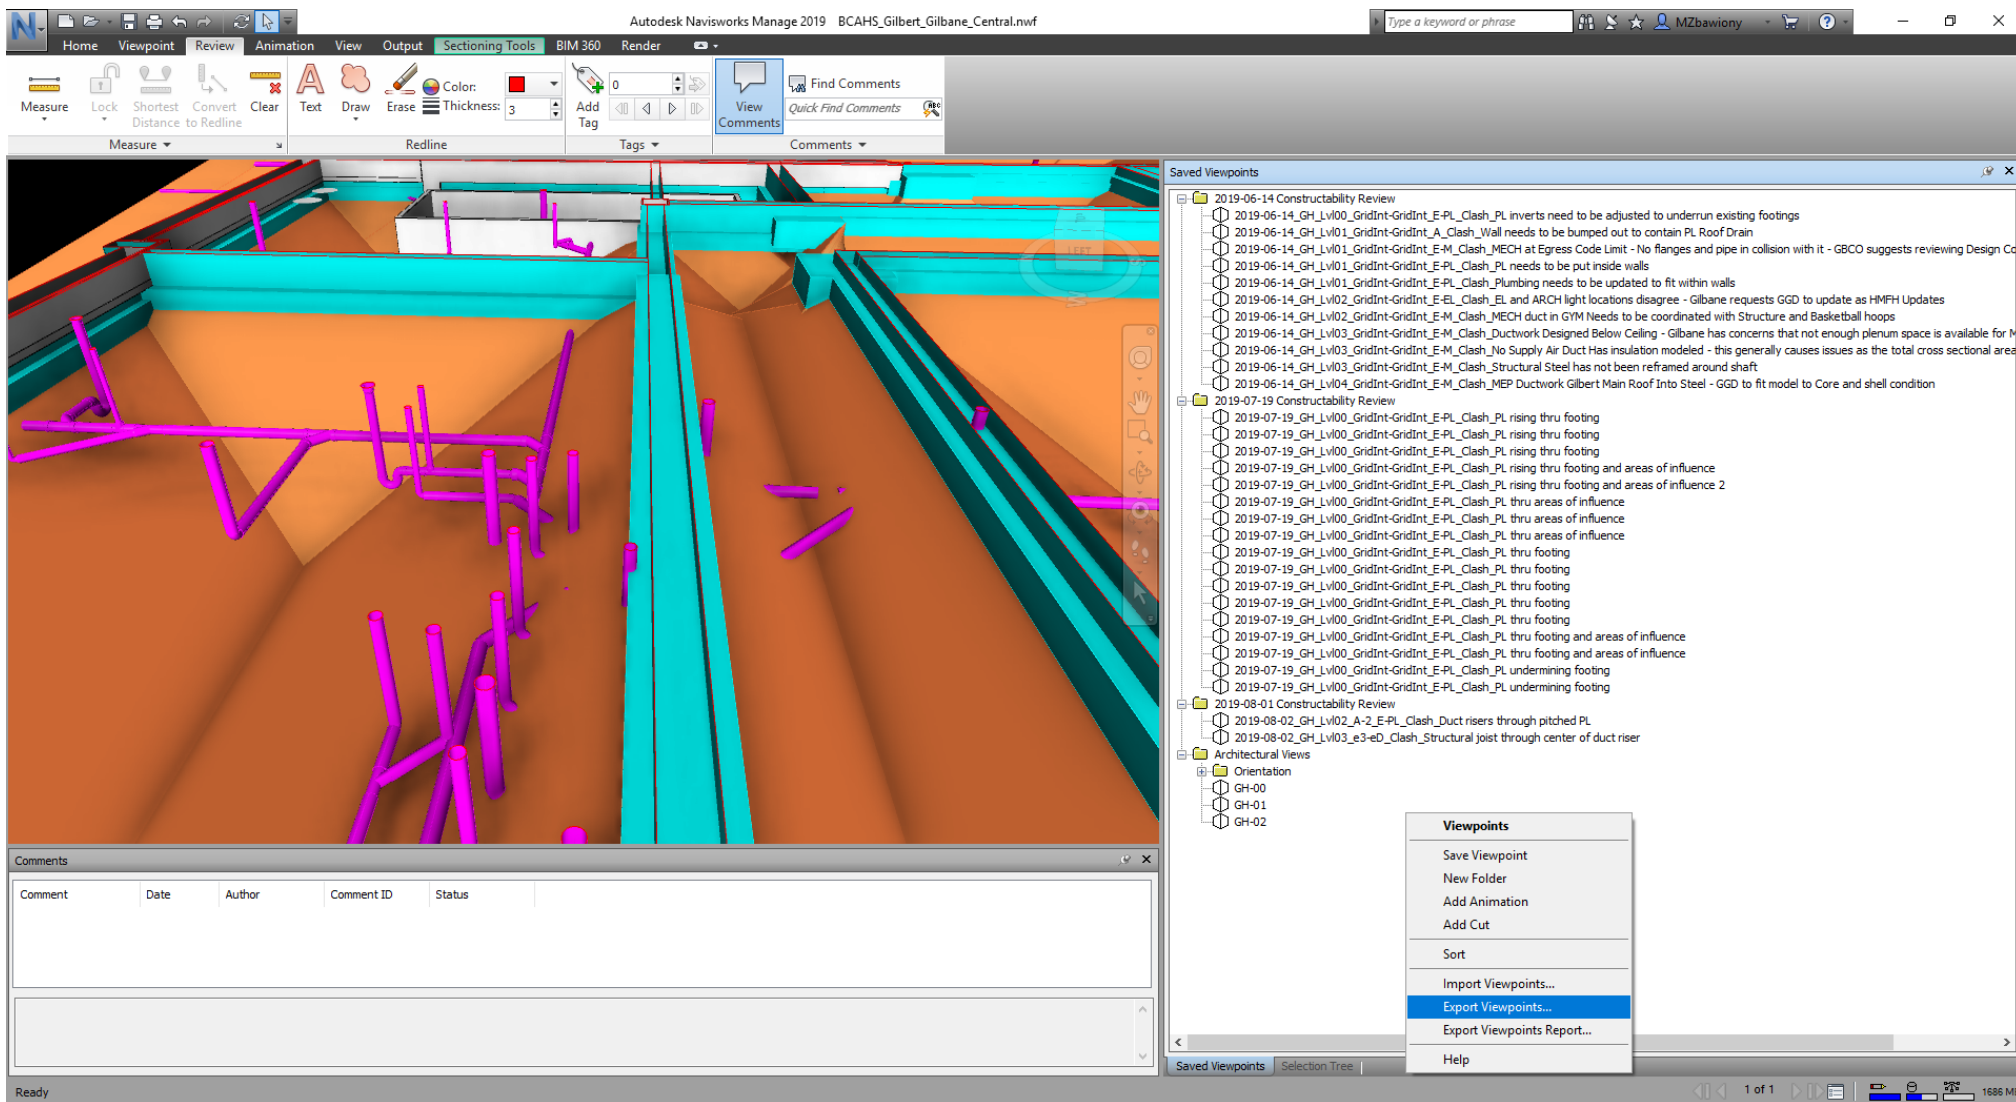 Autodesk Navisworks Manage 2019 BCAHS_Gilbert_Gilbane_Central.nwf
Type a keyword or phrase
MZbawiony
Home Viewpoint Review Animation View Output Sectioning Tools BIM 360 Render
Measure
Lock
Shortest Distance
Convert to Redline
Clear
Text
Draw
Erase
Color:
Thickness: 3
Add Tag
0
View Comments
Find Comments
Quick Find Comments
Measure
Redline
Tags
Comments
LEFT
Saved Viewpoints
2019-06-14 Constructability Review
2019-06-14_GH_Lvl00_GridInt-GridInt_E-PL_Clash_PL inverts need to be adjusted to underrun existing footings
2019-06-14_GH_Lvl01_GridInt-GridInt_A_Clash_Wall needs to be bumped out to contain PL Roof Drain
2019-06-14_GH_Lvl01_GridInt-GridInt_E-M_Clash_MECH at Egress Code Limit - No flanges and pipe in collision with it - GBCO suggests reviewing Design Co
2019-06-14_GH_Lvl01_GridInt-GridInt_E-PL_Clash_PL needs to be put inside walls
2019-06-14_GH_Lvl01_GridInt-GridInt_E-PL_Clash_Plumbing needs to be updated to fit within walls
2019-06-14_GH_Lvl02_GridInt-GridInt_E-EL_Clash_EL and ARCH light locations disagree - Gilbane requests GGD to update as HMFH Updates
2019-06-14_GH_Lvl02_GridInt-GridInt_E-M_Clash_MECH duct in GYM Needs to be coordinated with Structure and Basketball hoops
2019-06-14_GH_Lvl03_GridInt-GridInt_E-M_Clash_Ductwork Designed Below Ceiling - Gilbane has concerns that not enough plenum space is available for M
2019-06-14_GH_Lvl03_GridInt-GridInt_E-M_Clash_No Supply Air Duct Has insulation modeled - this generally causes issues as the total cross sectional area
2019-06-14_GH_Lvl03_GridInt-GridInt_E-M_Clash_Structural Steel has not been reframed around shaft
2019-06-14_GH_Lvl04_GridInt-GridInt_E-M_Clash_MEP Ductwork Gilbert Main Roof Into Steel - GGD to fit model to Core and shell condition
2019-07-19 Constructability Review
2019-07-19_GH_Lvl00_GridInt-GridInt_E-PL_Clash_PL rising thru footing
2019-07-19_GH_Lvl00_GridInt-GridInt_E-PL_Clash_PL rising thru footing
2019-07-19_GH_Lvl00_GridInt-GridInt_E-PL_Clash_PL rising thru footing
2019-07-19_GH_Lvl00_GridInt-GridInt_E-PL_Clash_PL rising thru footing and areas of influence
2019-07-19_GH_Lvl00_GridInt-GridInt_E-PL_Clash_PL rising thru footing and areas of influence 2
2019-07-19_GH_Lvl00_GridInt-GridInt_E-PL_Clash_PL thru areas of influence
2019-07-19_GH_Lvl00_GridInt-GridInt_E-PL_Clash_PL thru areas of influence
2019-07-19_GH_Lvl00_GridInt-GridInt_E-PL_Clash_PL thru areas of influence
2019-07-19_GH_Lvl00_GridInt-GridInt_E-PL_Clash_PL thru footing
2019-07-19_GH_Lvl00_GridInt-GridInt_E-PL_Clash_PL thru footing
2019-07-19_GH_Lvl00_GridInt-GridInt_E-PL_Clash_PL thru footing
2019-07-19_GH_Lvl00_GridInt-GridInt_E-PL_Clash_PL thru footing
2019-07-19_GH_Lvl00_GridInt-GridInt_E-PL_Clash_PL thru footing
2019-07-19_GH_Lvl00_GridInt-GridInt_E-PL_Clash_PL thru footing and areas of influence
2019-07-19_GH_Lvl00_GridInt-GridInt_E-PL_Clash_PL thru footing and areas of influence
2019-07-19_GH_Lvl00_GridInt-GridInt_E-PL_Clash_PL undermining footing
2019-07-19_GH_Lvl00_GridInt-GridInt_E-PL_Clash_PL undermining footing
2019-08-01 Constructability Review
2019-08-02_GH_Lvl02_A-2_E-PL_Clash_Duct risers through pitched PL
2019-08-02_GH_Lvl03_e3-eD_Clash_Structural joist through center of duct riser
Architectural Views
Orientation
GH-00
GH-01
GH-02
Viewpoints
Save Viewpoint
New Folder
Add Animation
Add Cut
Sort
Import Viewpoints...
Export Viewpoints...
Export Viewpoints Report...
Help
Saved Viewpoints Selection Tree
Comments
Comment Date Author Comment ID Status
Ready
1 of 1
1686 M